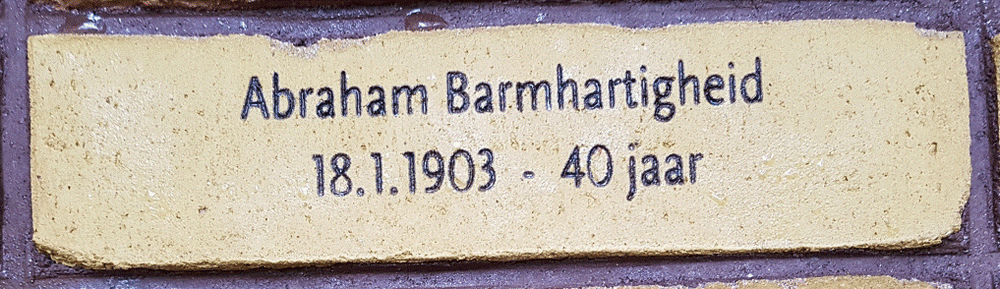 Abraham Barmhartigheid
18.1.1903 - 40 jaar